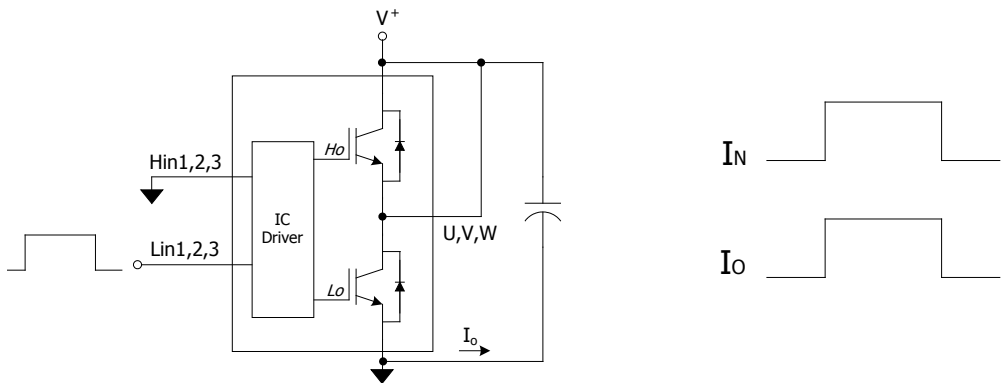 V+
Ho
Hin1,2,3
IC
Driver
U,V,W
Lin1,2,3
Lo
Io
IN
IO